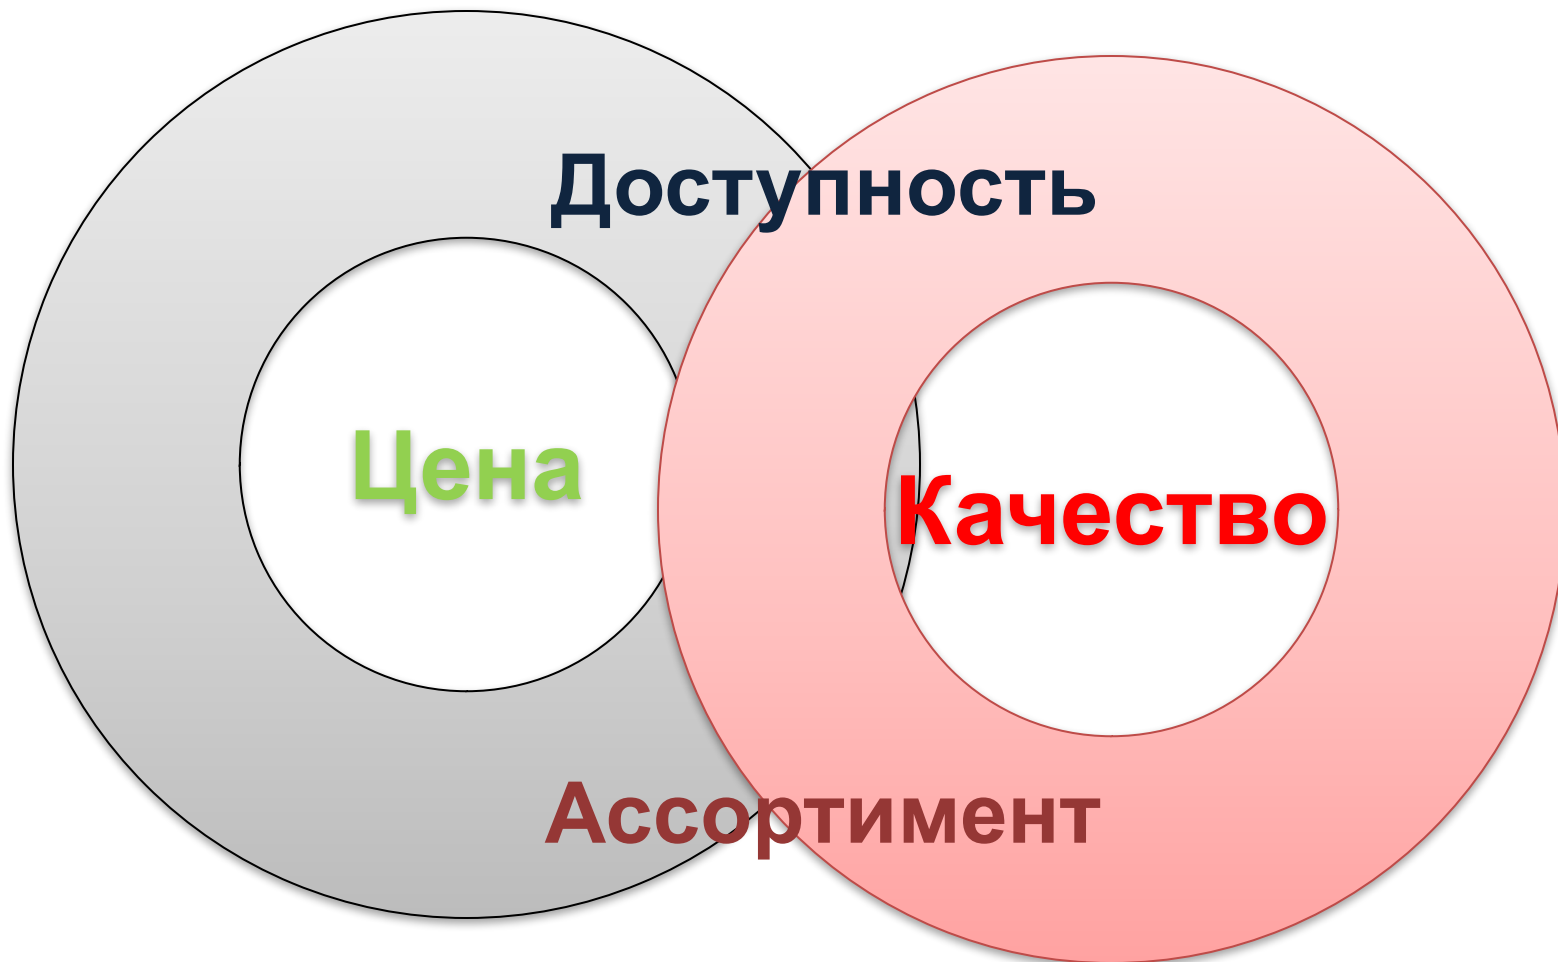 Доступность
Цена
Качество
Ассортимент